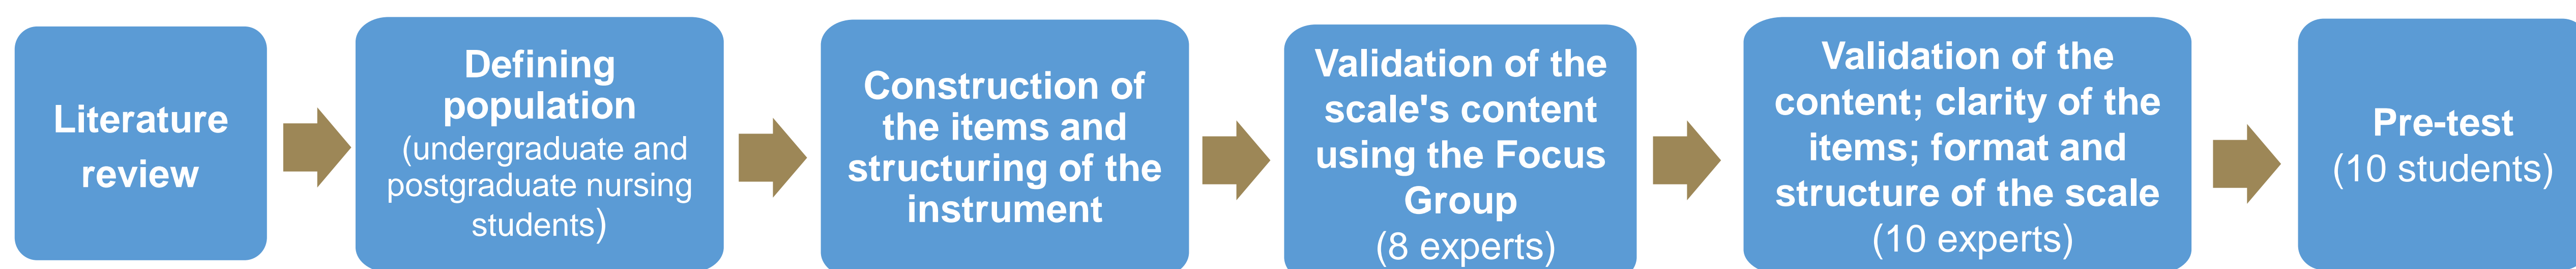 Literature
review
Defining
population
(undergraduate and
postgraduate nursing
students)
Construction of
the items and
structuring of the
instrument
Validation of the
scale's content
using the Focus
Group
(8 experts)
Validation of the
content; clarity of the
items; format and
structure of the scale
(10 experts)
Pre-test
(10 students)